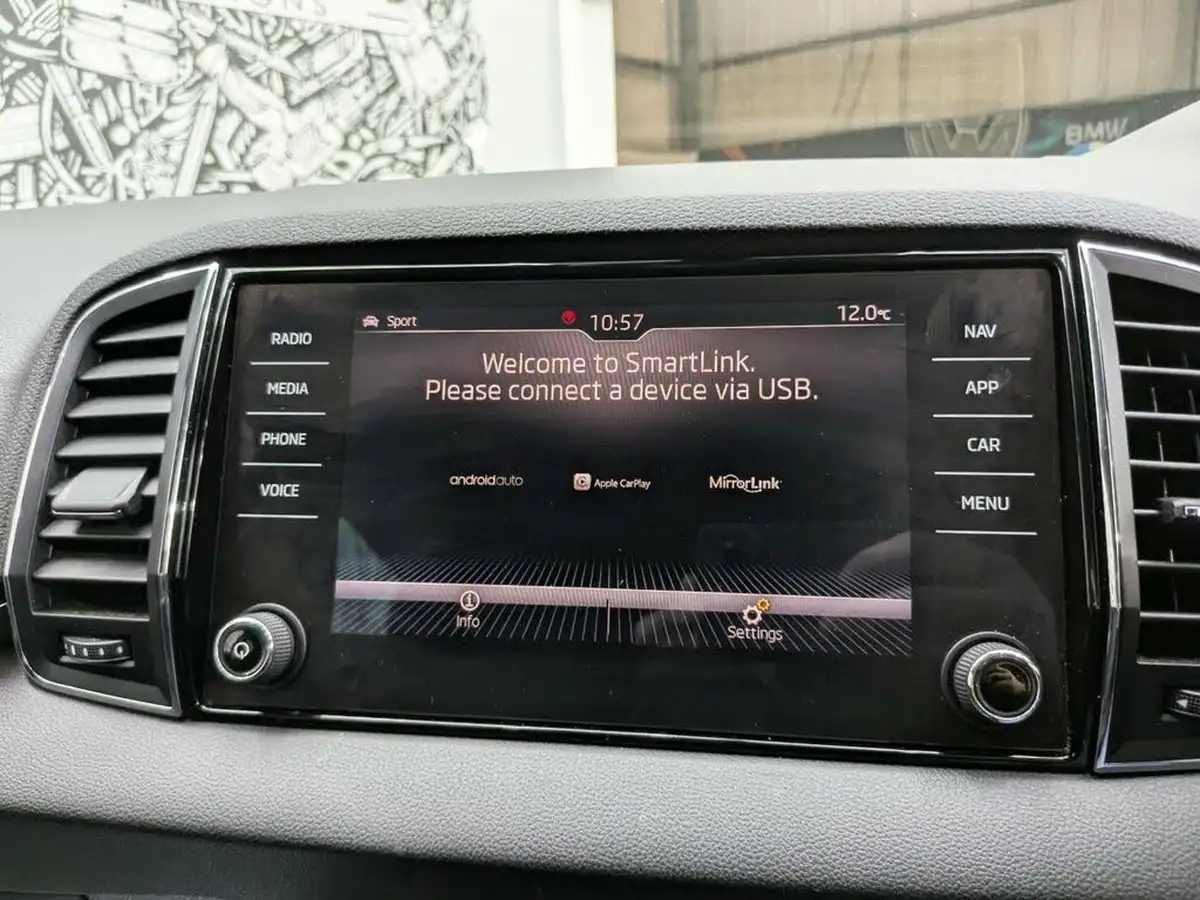 IONS
BMW
RADIO
MEDIA
PHONE
VOICE
Sport
10:57
12.0°C
Welcome to SmartLink.
Please connect a device via USB.
androidauto
Apple CarPlay
MirrorLink
Info
Settings
NAV
APP
CAR
MENU